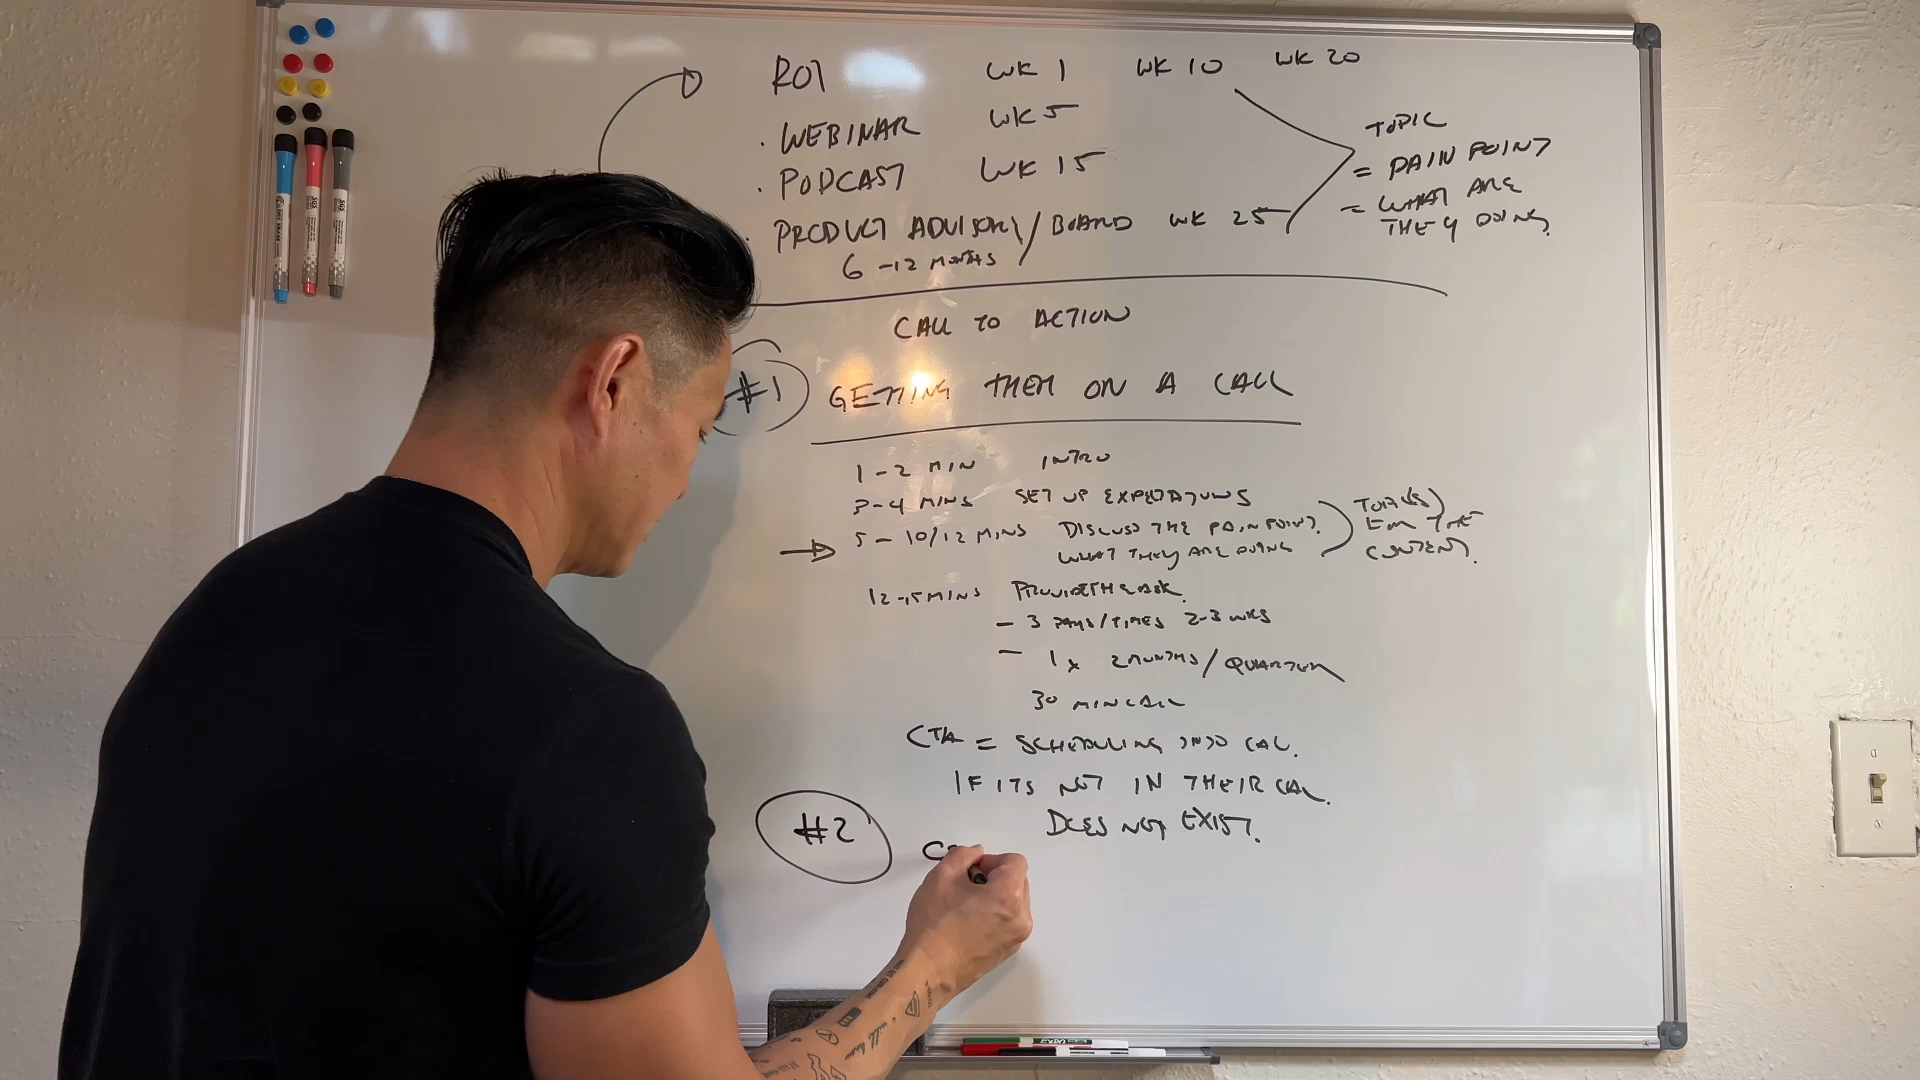 ROI WK 1 WK 10 WK 20
. WEBINAR WK 5
. PODCAST WK 15
. PRODUCT ADVISORY / BOARD WK 25
6 - 12 MONTHS
TOPIC
= PAIN POINT
= WHAT ARE
THEY DOING.
CALL TO ACTION
#1 GETTING THEM ON A CALL
1 - 2 MIN INTRO
3-4 MINS SET UP EXPECTATIONS
5 - 10/12 MINS DISCUSS THE PAIN POINT.
WHAT THEY ARE DOING
TOPIC(S)
FOR THE
CONTENT.
12-15 MINS PROVIDE THE ASK.
- 3 DAYS/TIMES 2-3 WKS
- 1x 2 MONTHS / QUARTER
30 MIN CALL
CTA = SCHEDULING INTO CAL.
IF ITS NOT IN THEIR CAL.
DOES NOT EXIST.
#2